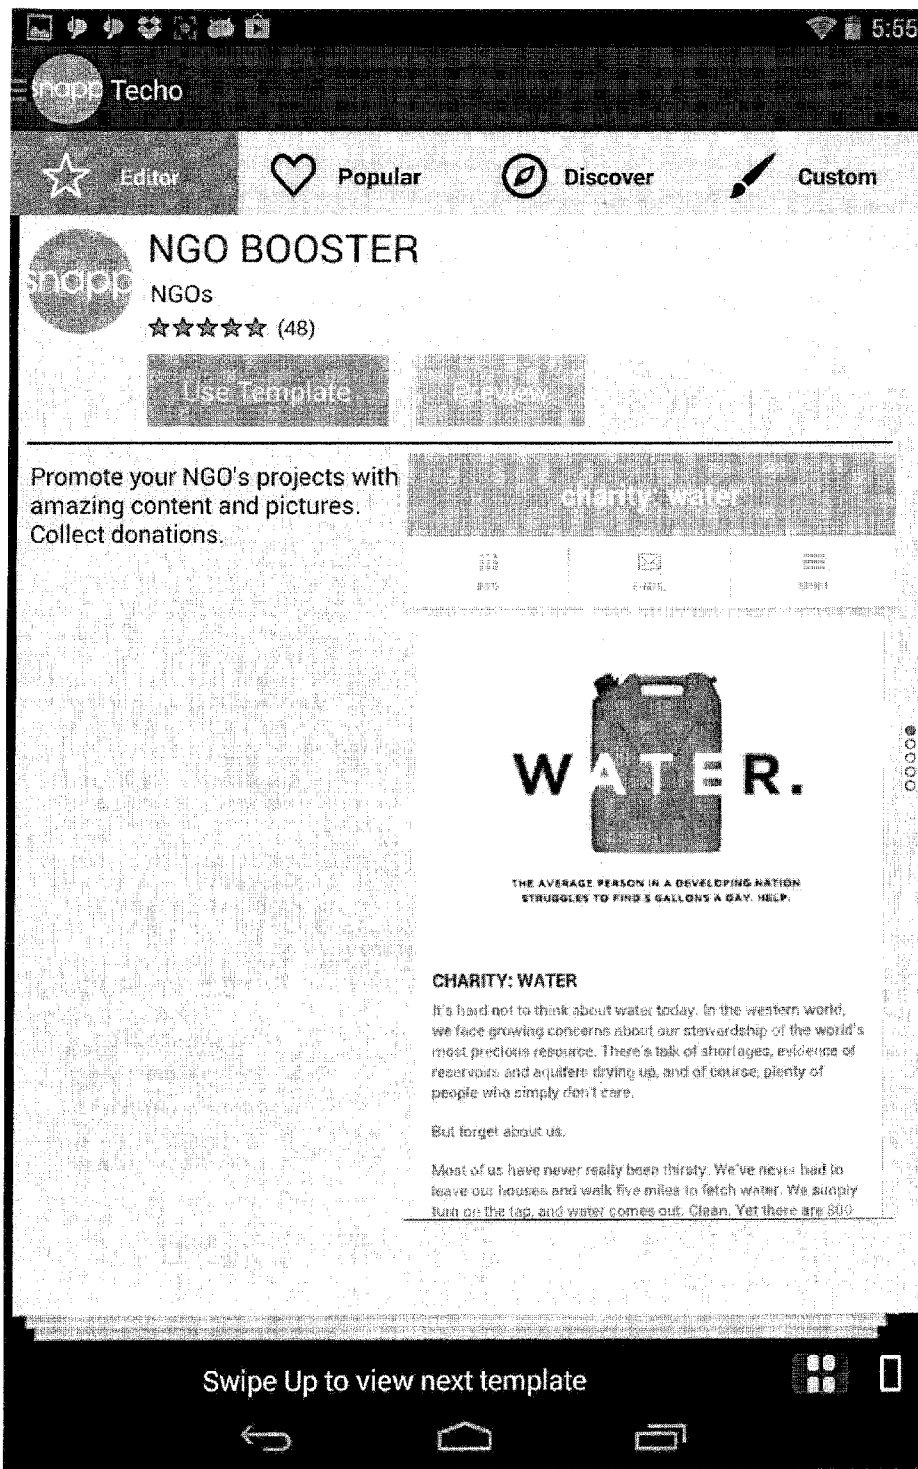 5:55
snapp Techo
Editor Popular Discover Custom
snapp
NGO BOOSTER
NGOs
(48)
Use Template Preview
Promote your NGO's projects with
amazing content and pictures.
Collect donations.
charity: water
WATER.
THE AVERAGE PERSON IN A DEVELOPING NATION
STRUGGLES TO FIND 5 GALLONS A DAY. HELP.
CHARITY: WATER
It's hard not to think about water today. In the western world,
we face growing concerns about our stewardship of the world's
most precious resource. There's talk of shortages, evidence of
reservoirs and aquifers drying up, and of course, plenty of
people who simply don't care.
But forget about us.
Most of us have never really been thirsty. We've never had to
leave our houses and walk five miles to fetch water. We simply
turn on the tap, and water comes out. Clean. Yet there are 800
Swipe Up to view next template